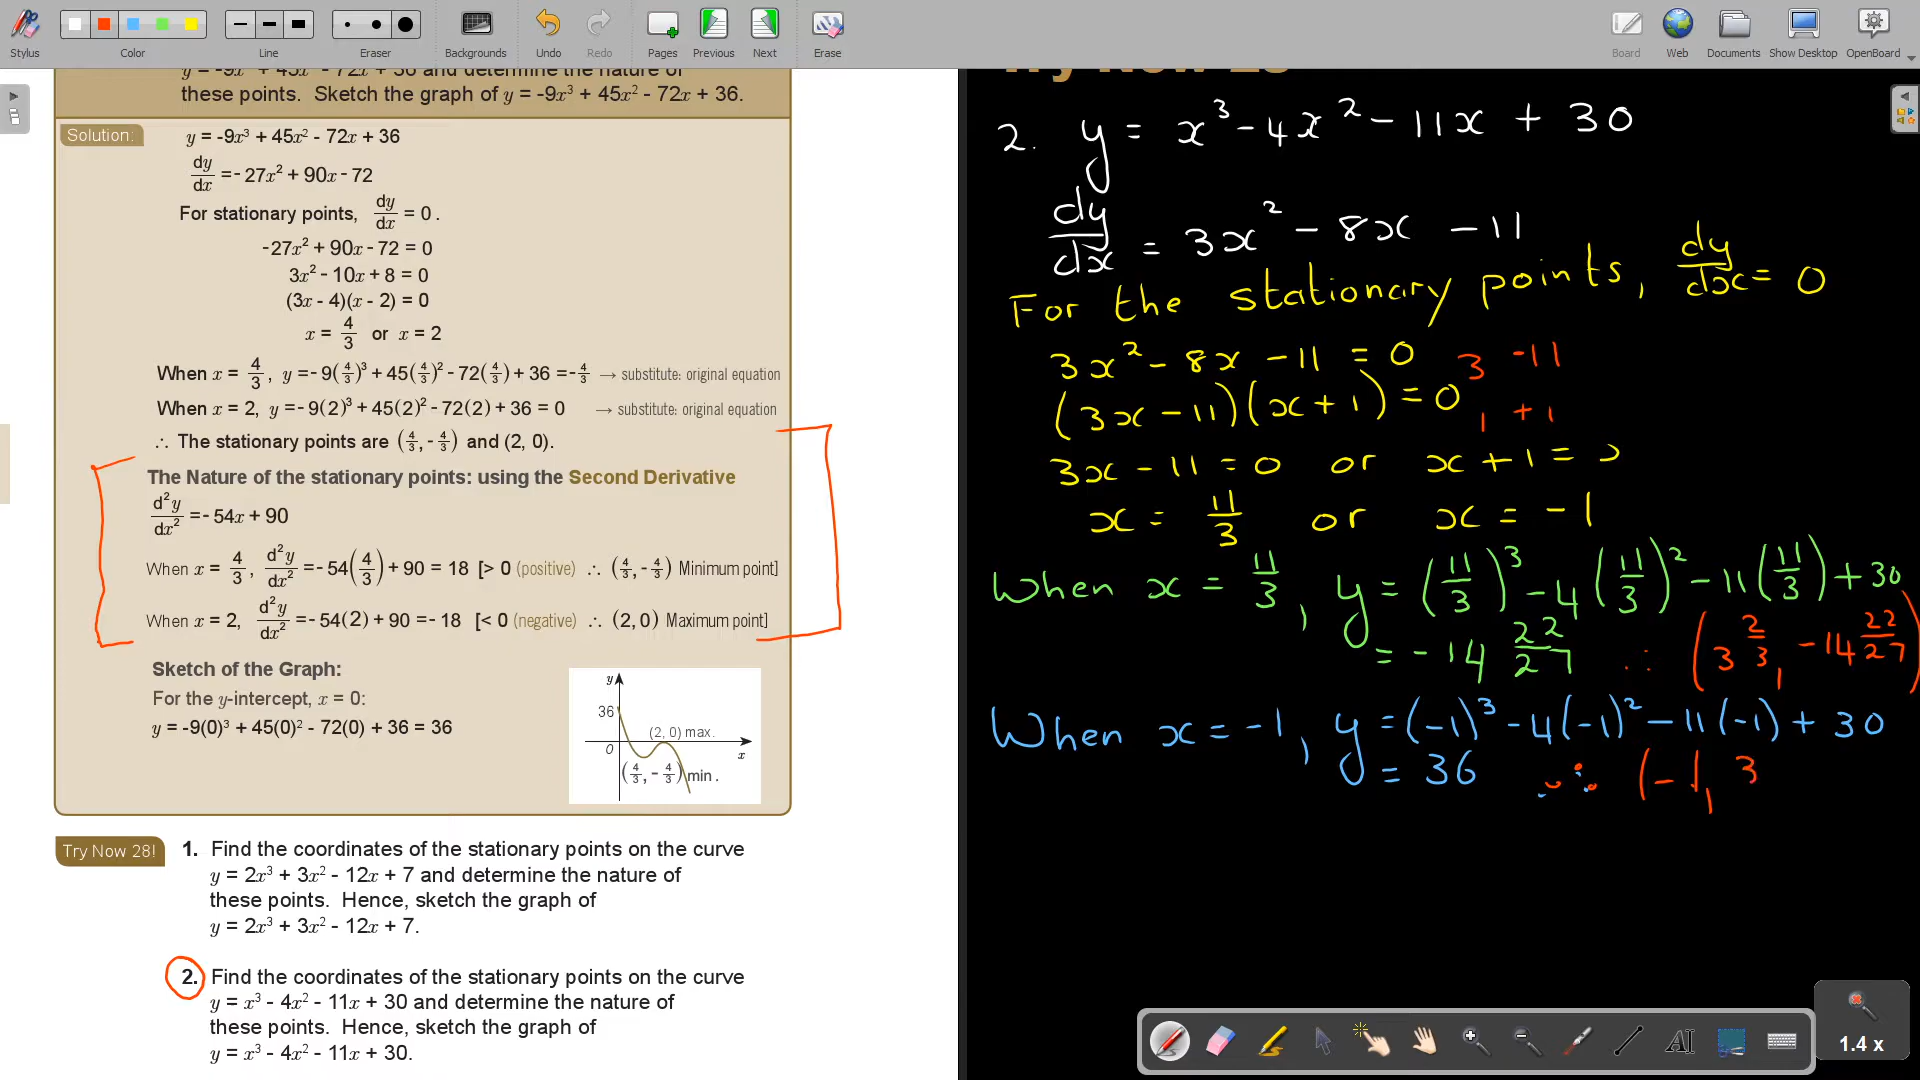 Stylus Color Line Eraser Backgrounds Undo Redo Pages Previous Next Erase Board Web Documents Show Desktop OpenBoard
y = -9x³ + 45x² - 72x + 36 and determine the nature of
these points. Sketch the graph of y = -9x³ + 45x² - 72x + 36.
Solution:
y = -9x³ + 45x² - 72x + 36
dy/dx = - 27x² + 90x - 72
For stationary points, dy/dx = 0 .
-27x² + 90x - 72 = 0
3x² - 10x + 8 = 0
(3x - 4)(x - 2) = 0
x = 4/3 or x = 2
When x = 4/3, y = - 9(4/3)³ + 45(4/3)² - 72(4/3) + 36 = - 4/3 → substitute: original equation
When x = 2, y = - 9(2)³ + 45(2)² - 72(2) + 36 = 0 → substitute: original equation
∴ The stationary points are (4/3, - 4/3) and (2, 0).
The Nature of the stationary points: using the Second Derivative
d²y/dx² = - 54x + 90
When x = 4/3, d²y/dx² = - 54(4/3) + 90 = 18 [> 0 (positive) ∴ (4/3, - 4/3) Minimum point]
When x = 2, d²y/dx² = - 54(2) + 90 = - 18 [< 0 (negative) ∴ (2, 0) Maximum point]
Sketch of the Graph:
For the y-intercept, x = 0:
y = -9(0)³ + 45(0)² - 72(0) + 36 = 36
y
36
(2, 0) max.
0
x
(4/3, - 4/3) min .
Try Now 28!
1. Find the coordinates of the stationary points on the curve
y = 2x³ + 3x² - 12x + 7 and determine the nature of
these points. Hence, sketch the graph of
y = 2x³ + 3x² - 12x + 7.
2. Find the coordinates of the stationary points on the curve
y = x³ - 4x² - 11x + 30 and determine the nature of
these points. Hence, sketch the graph of
y = x³ - 4x² - 11x + 30.
Try Now 28
2. y = x³ - 4x² - 11x + 30
dy/dx = 3x² - 8x - 11
For the stationary points, dy/dx = 0
3x² - 8x - 11 = 0 3 -11
(3x - 11)(x + 1) = 0 1 +1
3x - 11 = 0 or x + 1 =
x = 11/3 or x = -1
When x = 11/3, y = (11/3)³ - 4(11/3)² - 11(11/3) + 30
= -14 22/27 ∴ (3 2/3, -14 22/27)
When x = -1, y = (-1)³ - 4(-1)² - 11(-1) + 30
= 36 ∴ (-1, 3
1.4 x